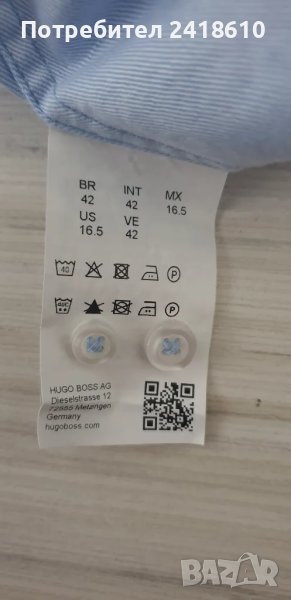 Потребител 2418610
BR INT MX
42 42 16.5
US VE
16.5 42
40 P
P
HUGO BOSS AG
Dieselstrasse 12
72555 Metzingen
Germany
hugoboss.com
BAZAR